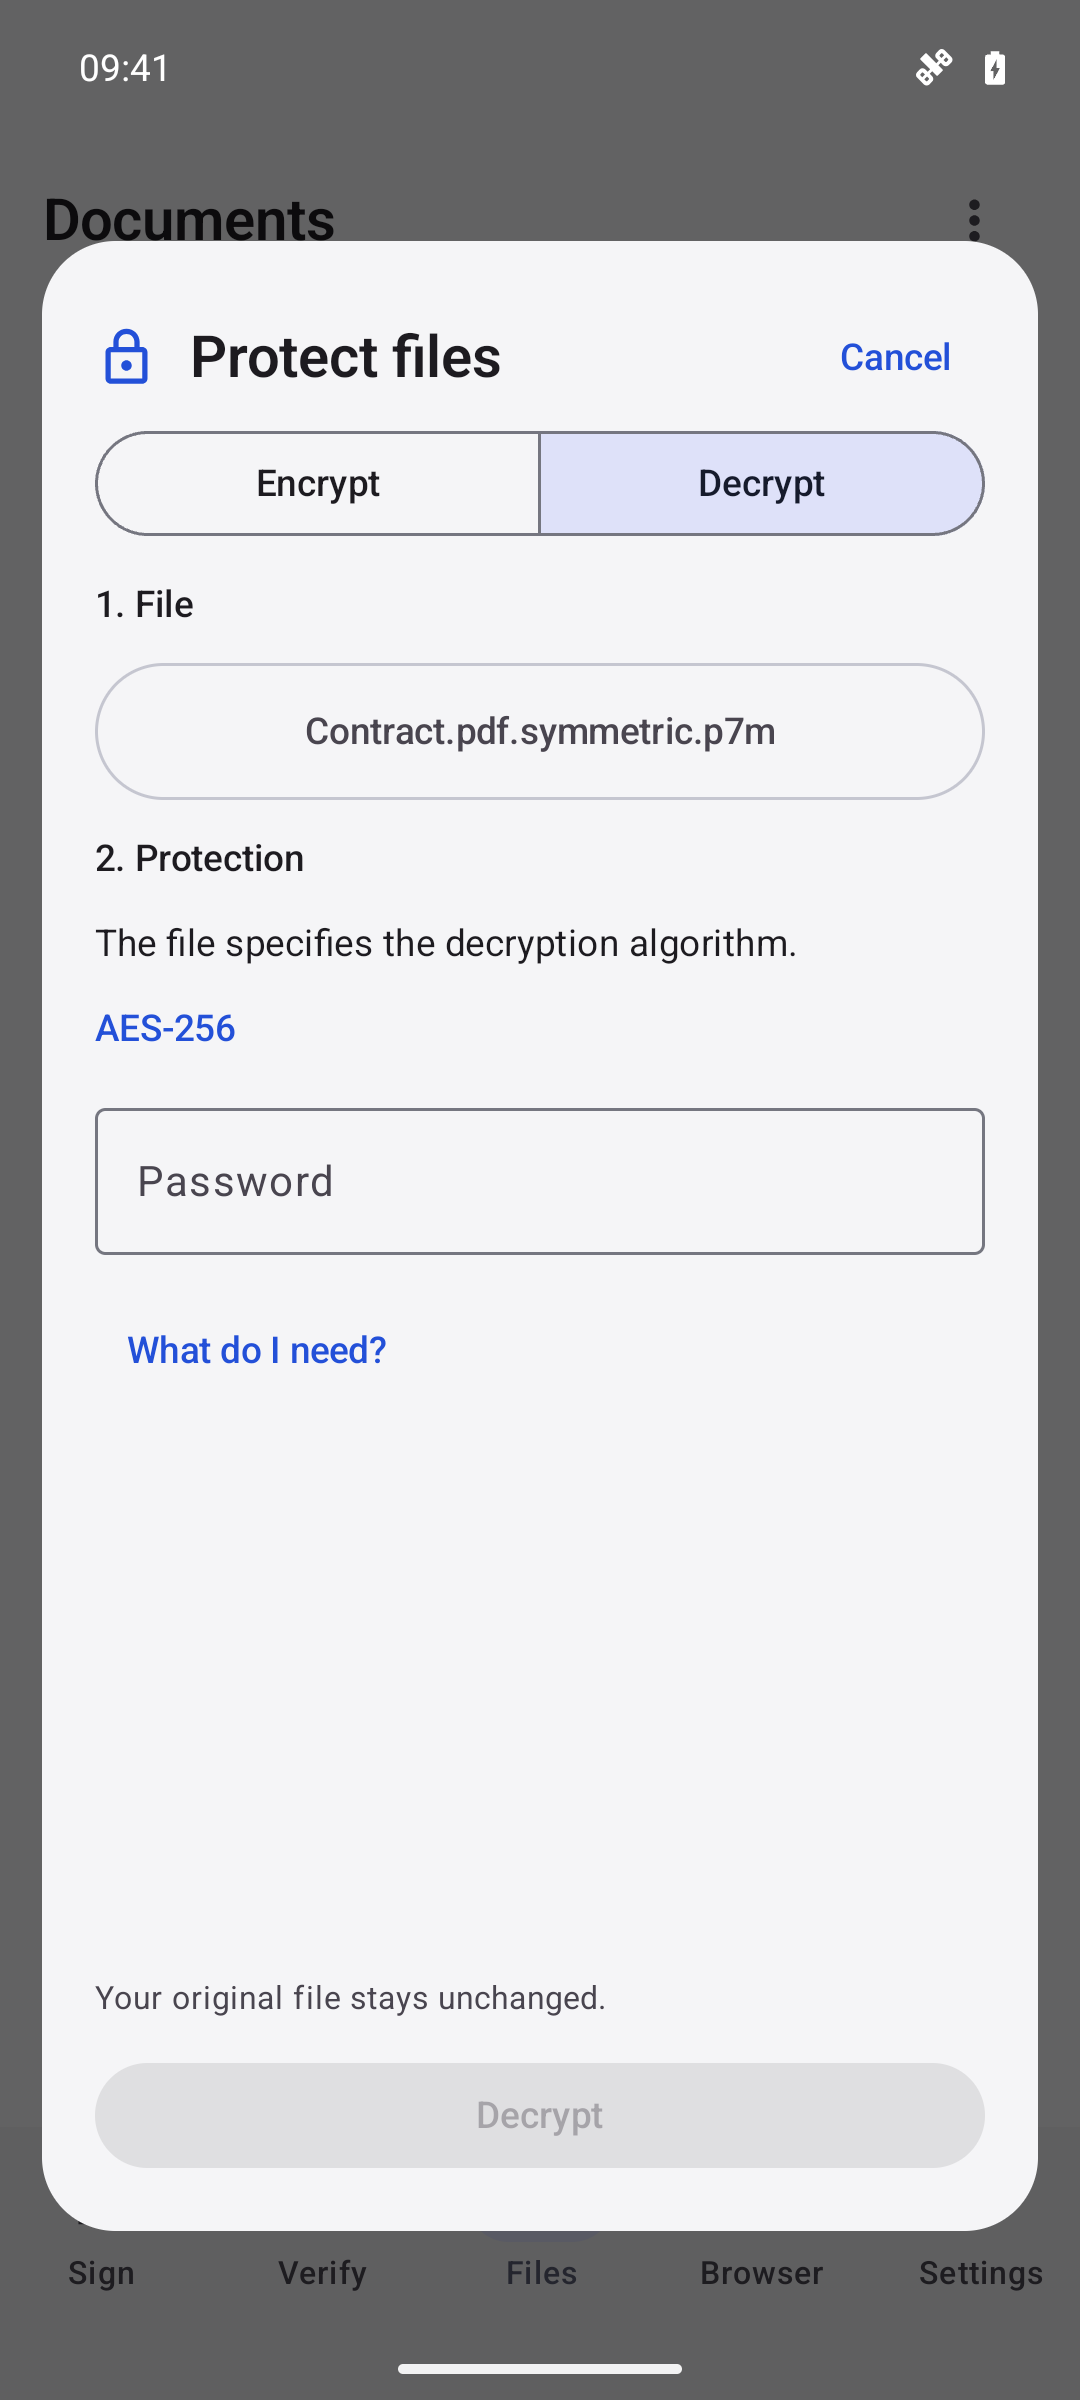 09:41
Documents
Protect files
Cancel
Encrypt
Decrypt
1. File
Contract.pdf.symmetric.p7m
2. Protection
The file specifies the decryption algorithm.
AES-256
Password
What do I need?
Your original file stays unchanged.
Decrypt
Sign
Verify
Files
Browser
Settings